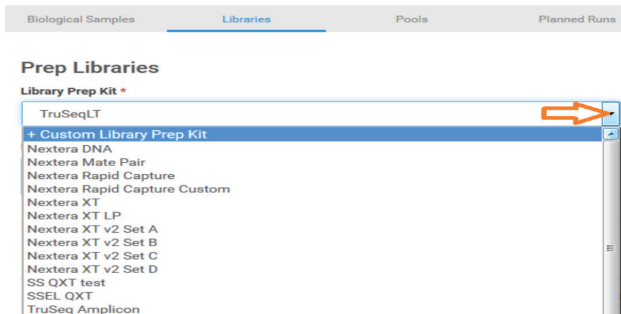 Biological Samples Libraries Pools Planned Runs
Prep Libraries
Library Prep Kit *
TruSeqLT
+ Custom Library Prep Kit
Nextera DNA
Nextera Mate Pair
Nextera Rapid Capture
Nextera Rapid Capture Custom
Nextera XT
Nextera XT LP
Nextera XT v2 Set A
Nextera XT v2 Set B
Nextera XT v2 Set C
Nextera XT v2 Set D
SS QXT test
SSEL QXT
TruSeq Amplicon